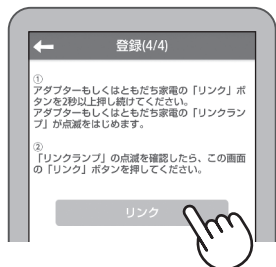 登録(4/4)
①
アダプターもしくはともだち家電の「リンク」ボ
タンを2秒以上押し続けてください。
アダプターもしくはともだち家電の「リンクラン
プ」が点滅をはじめます。
②
「リンクランプ」の点滅を確認したら、この画面
の「リンク」ボタンを押してください。
リンク